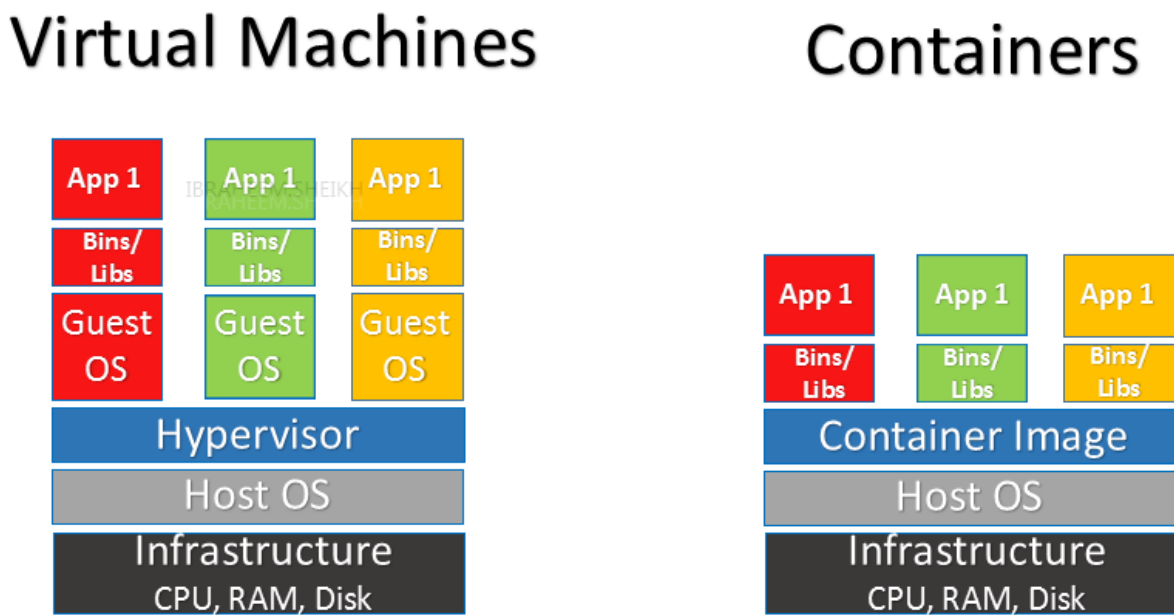 Virtual Machines
Containers
App 1
App 1
App 1
IBRAHEEM.SHEIKH
Bins/
Libs
Bins/
Libs
Bins/
Libs
Guest
OS
Guest
OS
Guest
OS
Hypervisor
Host OS
Infrastructure
CPU, RAM, Disk
App 1
App 1
App 1
Bins/
Libs
Bins/
Libs
Bins/
Libs
Container Image
Host OS
Infrastructure
CPU, RAM, Disk